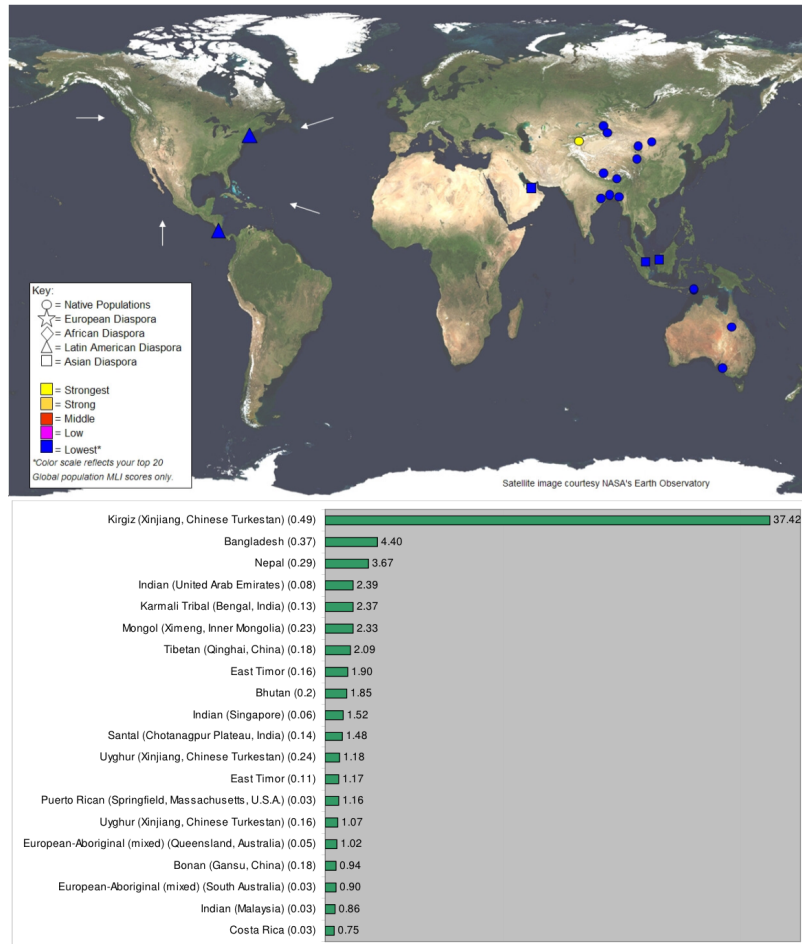 Key:
= Native Populations
= European Diaspora
= African Diaspora
= Latin American Diaspora
= Asian Diaspora
= Strongest
= Strong
= Middle
= Low
= Lowest*
*Color scale reflects your top 20
Global population MLI scores only.
Satellite image courtesy NASA's Earth Observatory
Kirgiz (Xinjiang, Chinese Turkestan) (0.49) 37.42
Bangladesh (0.37) 4.40
Nepal (0.29) 3.67
Indian (United Arab Emirates) (0.08) 2.39
Karmali Tribal (Bengal, India) (0.13) 2.37
Mongol (Ximeng, Inner Mongolia) (0.23) 2.33
Tibetan (Qinghai, China) (0.18) 2.09
East Timor (0.16) 1.90
Bhutan (0.2) 1.85
Indian (Singapore) (0.06) 1.52
Santal (Chotanagpur Plateau, India) (0.14) 1.48
Uyghur (Xinjiang, Chinese Turkestan) (0.24) 1.18
East Timor (0.11) 1.17
Puerto Rican (Springfield, Massachusetts, U.S.A.) (0.03) 1.16
Uyghur (Xinjiang, Chinese Turkestan) (0.16) 1.07
European-Aboriginal (mixed) (Queensland, Australia) (0.05) 1.02
Bonan (Gansu, China) (0.18) 0.94
European-Aboriginal (mixed) (South Australia) (0.03) 0.90
Indian (Malaysia) (0.03) 0.86
Costa Rica (0.03) 0.75